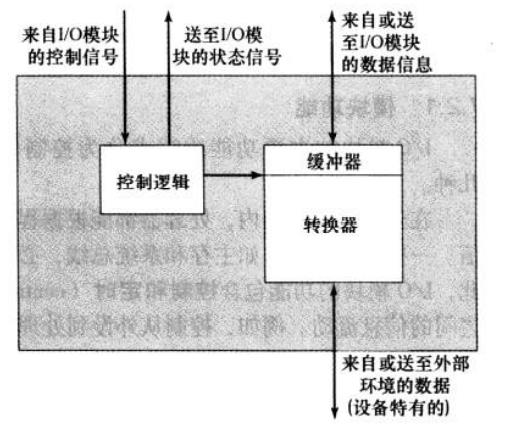 来自I/O模块
的控制信号
送至I/O模
块的状态信号
来自或送
至I/O模块
的数据信息
控制逻辑
缓冲器
转换器
来自或送至外部
环境的数据
(设备特有的)